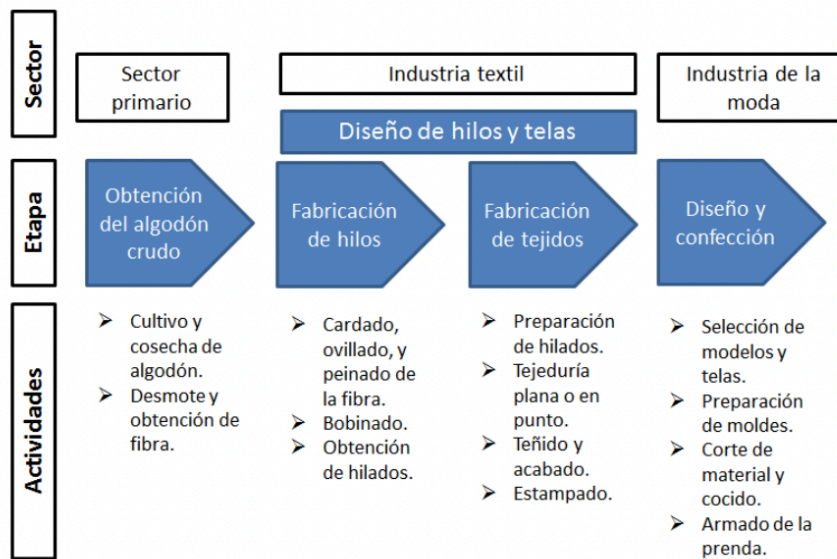 Sector
Sector
primario
Industria textil
Industria de la
moda
Diseño de hilos y telas
Etapa
Obtención
del algodón
crudo
Fabricación
de hilos
Fabricación
de tejidos
Diseño y
confección
Actividades
➢ Cultivo y
cosecha de
algodón.
➢ Desmote y
obtención de
fibra.
➢ Cardado,
ovillado, y
peinado de
la fibra.
➢ Bobinado.
➢ Obtención
de hilados.
➢ Preparación
de hilados.
➢ Tejeduría
plana o en
punto.
➢ Teñido y
acabado.
➢ Estampado.
➢ Selección de
modelos y
telas.
➢ Preparación
de moldes.
➢ Corte de
material y
cocido.
➢ Armado de la
prenda.